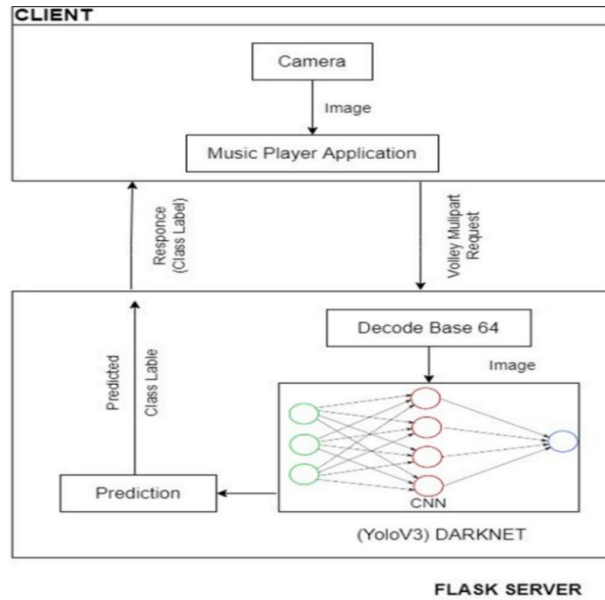 CLIENT
Camera
Image
Music Player Application
Responce
(Class Label)
Volley Mulipart
Request
Decode Base 64
Image
Predicted
Class Lable
Prediction
CNN
(YoloV3) DARKNET
FLASK SERVER